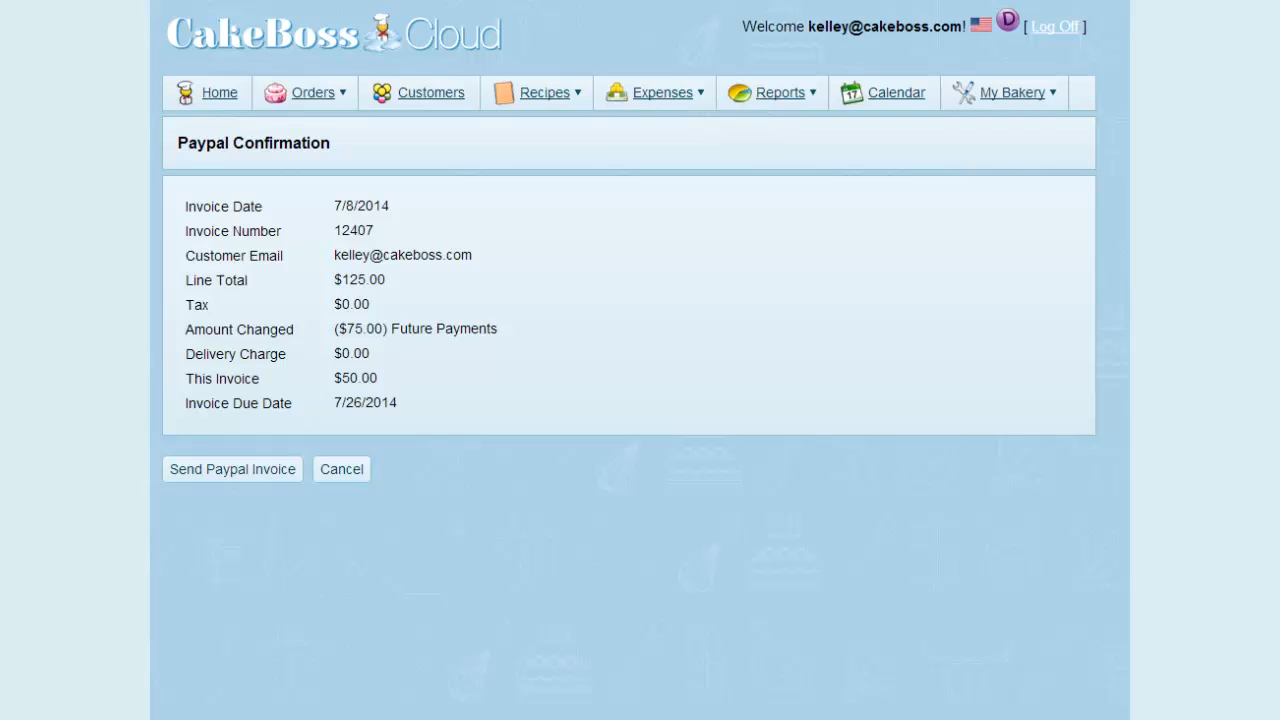 CakeBoss Cloud
Welcome kelley@cakeboss.com! D [ Log Off ]
Home Orders ▾ Customers Recipes ▾ Expenses ▾ Reports ▾ 17 Calendar My Bakery ▾
Paypal Confirmation
Invoice Date 7/8/2014
Invoice Number 12407
Customer Email kelley@cakeboss.com
Line Total $125.00
Tax $0.00
Amount Changed ($75.00) Future Payments
Delivery Charge $0.00
This Invoice $50.00
Invoice Due Date 7/26/2014
Send Paypal Invoice Cancel